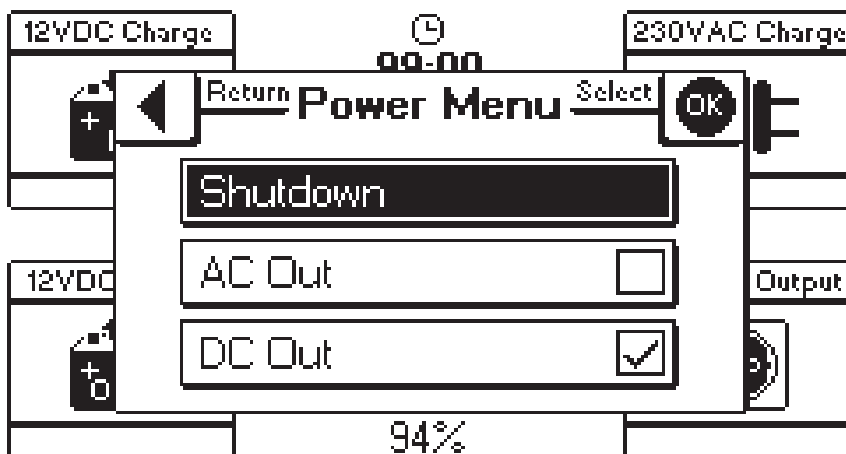 12VDC Charge
230VAC Charge
Return Power Menu Select OK
Shutdown
AC Out
DC Out
12VDC
Output
94%